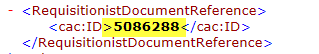 - <RequisitionistDocumentReference>
<cac:ID>5086288</cac:ID>
</RequisitionistDocumentReference>